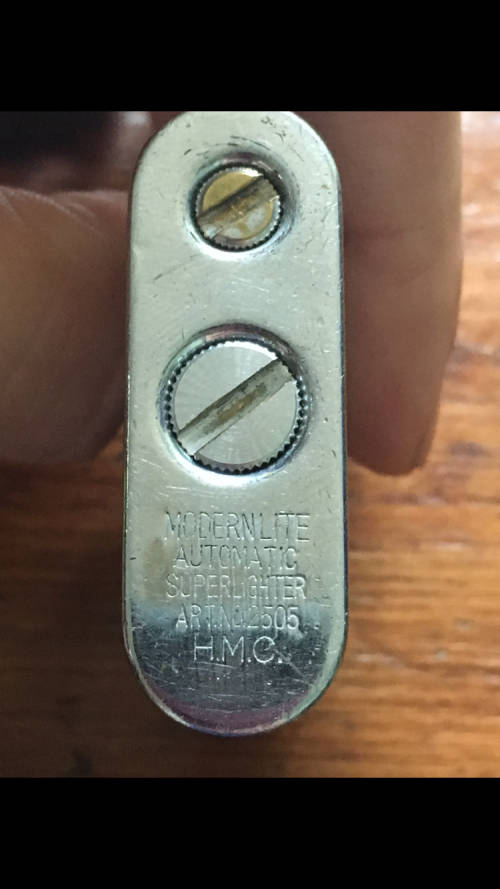 MODERNLITE
AUTOMATIC
SUPERLIGHTER
ART.No.2505
H.M.C.